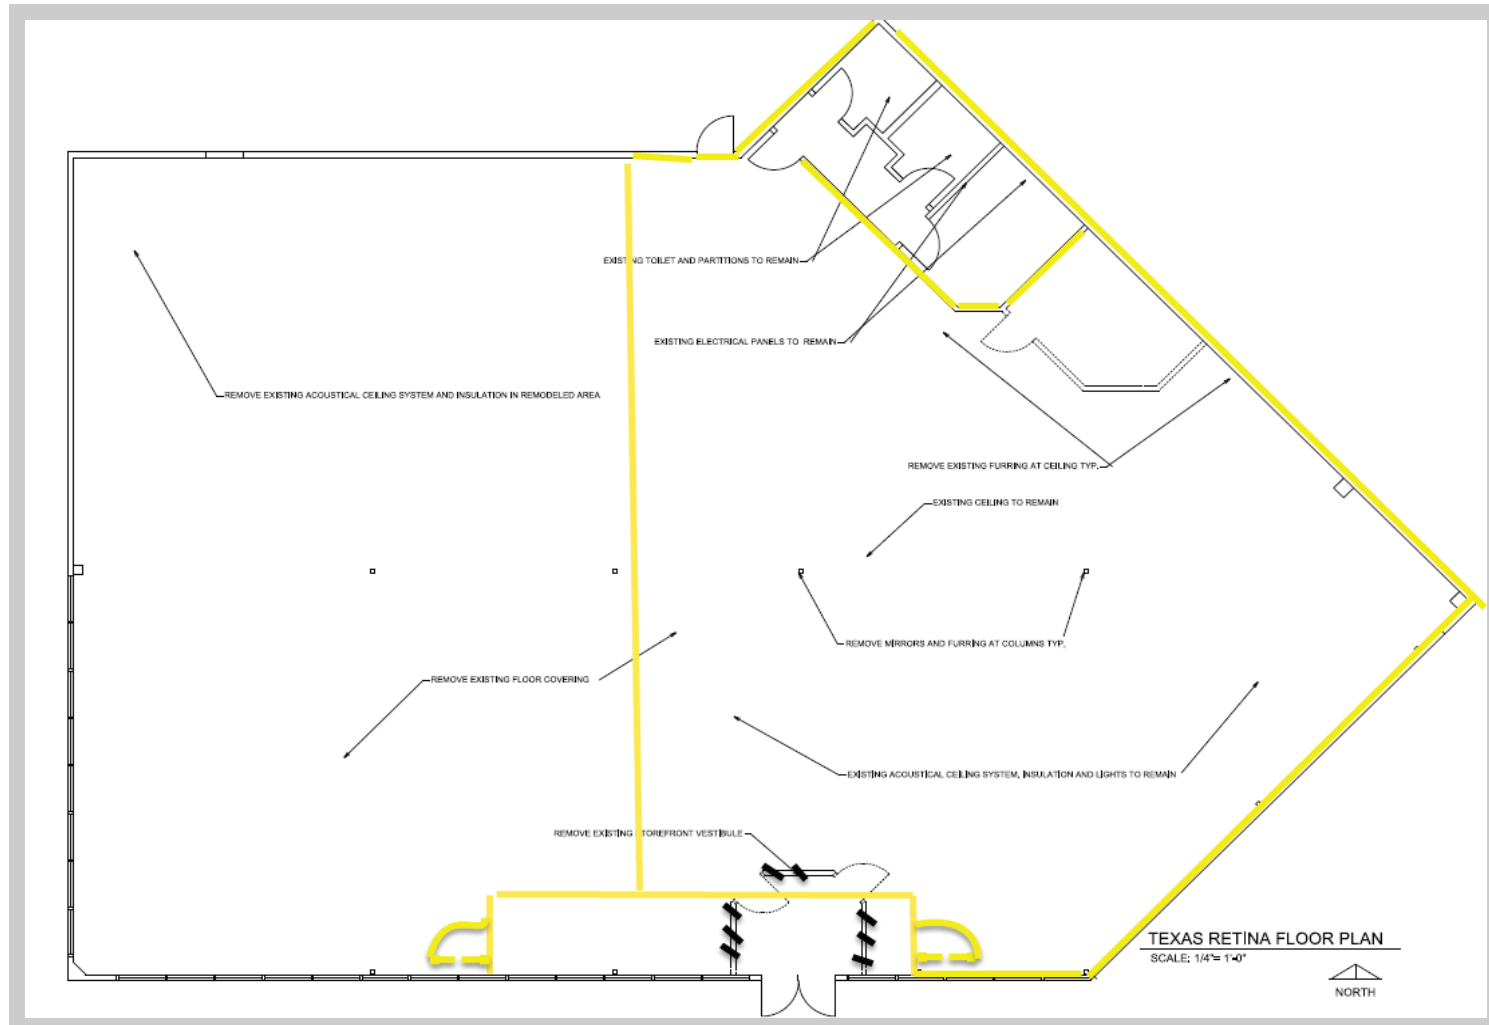 EXISTING TOILET AND PARTITIONS TO REMAIN
EXISTING ELECTRICAL PANELS TO REMAIN
REMOVE EXISTING ACOUSTICAL CEILING SYSTEM AND INSULATION IN REMODELED AREA
REMOVE EXISTING FURRING AT CEILING TYP.
EXISTING CEILING TO REMAIN
REMOVE MIRRORS AND FURRING AT COLUMNS TYP.
REMOVE EXISTING FLOOR COVERING
EXISTING ACOUSTICAL CEILING SYSTEM, INSULATION AND LIGHTS TO REMAIN
REMOVE EXISTING STOREFRONT VESTIBULE
TEXAS RETINA FLOOR PLAN
SCALE: 1/4"= 1'-0"
NORTH